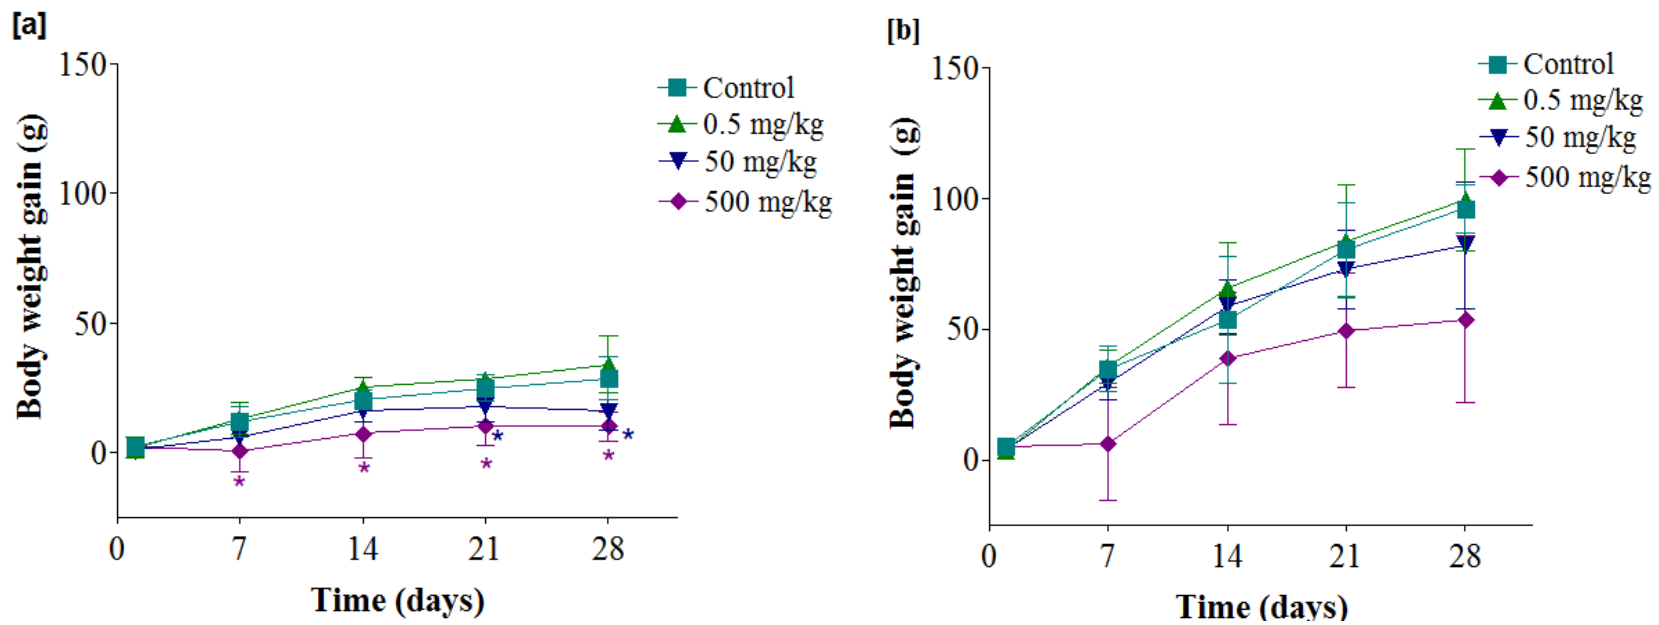 [a]
150
100
50
0
Body weight gain (g)
0 7 14 21 28
Time (days)
Control
0.5 mg/kg
50 mg/kg
500 mg/kg
*
*
*
*
*
*
[b]
150
100
50
0
Body weight gain (g)
0 7 14 21 28
Time (days)
Control
0.5 mg/kg
50 mg/kg
500 mg/kg